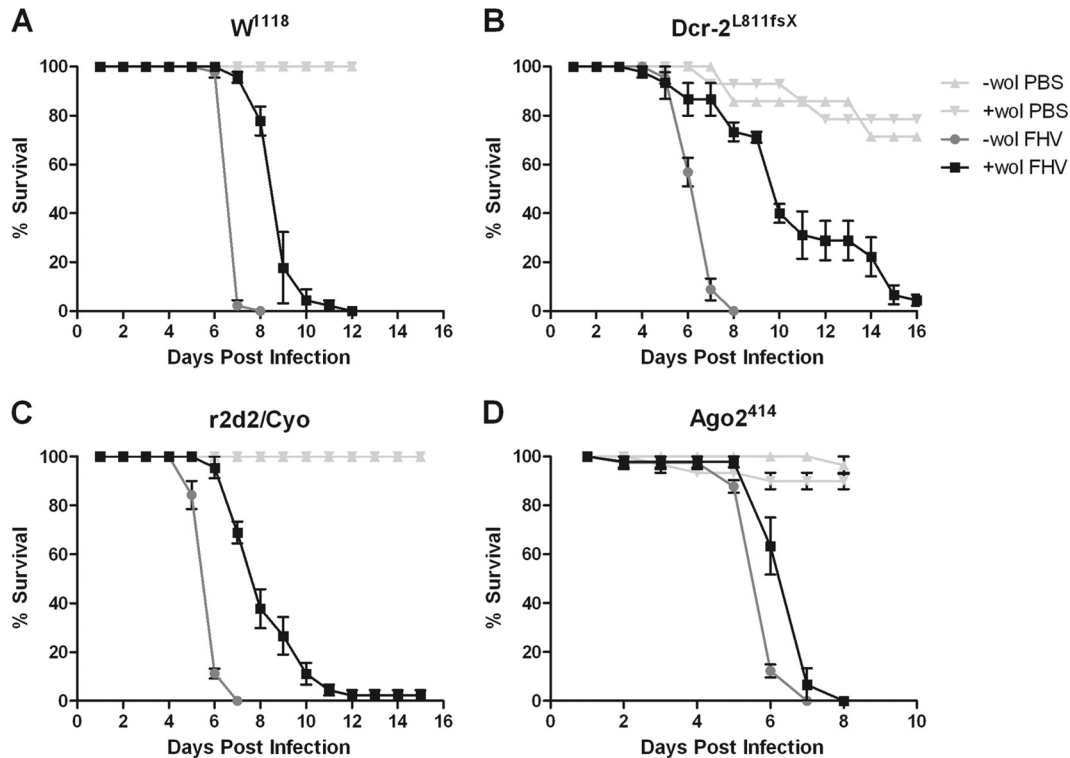 A
W1118
% Survival
100
80
60
40
20
0
0 2 4 6 8 10 12 14 16
Days Post Infection
B
Dcr-2L811fsX
% Survival
100
80
60
40
20
0
0 2 4 6 8 10 12 14 16
Days Post Infection
-wol PBS
+wol PBS
-wol FHV
+wol FHV
C
r2d2/Cyo
% Survival
100
80
60
40
20
0
0 2 4 6 8 10 12 14 16
Days Post Infection
D
Ago2414
% Survival
100
80
60
40
20
0
2 4 6 8 10
Days Post Infection